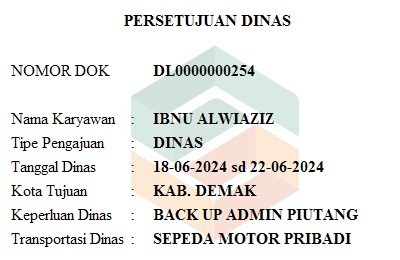 PERSETUJUAN DINAS
NOMOR DOK DL0000000254
Nama Karyawan : IBNU ALWIAZIZ
Tipe Pengajuan : DINAS
Tanggal Dinas : 18-06-2024 sd 22-06-2024
Kota Tujuan : KAB. DEMAK
Keperluan Dinas : BACK UP ADMIN PIUTANG
Transportasi Dinas : SEPEDA MOTOR PRIBADI